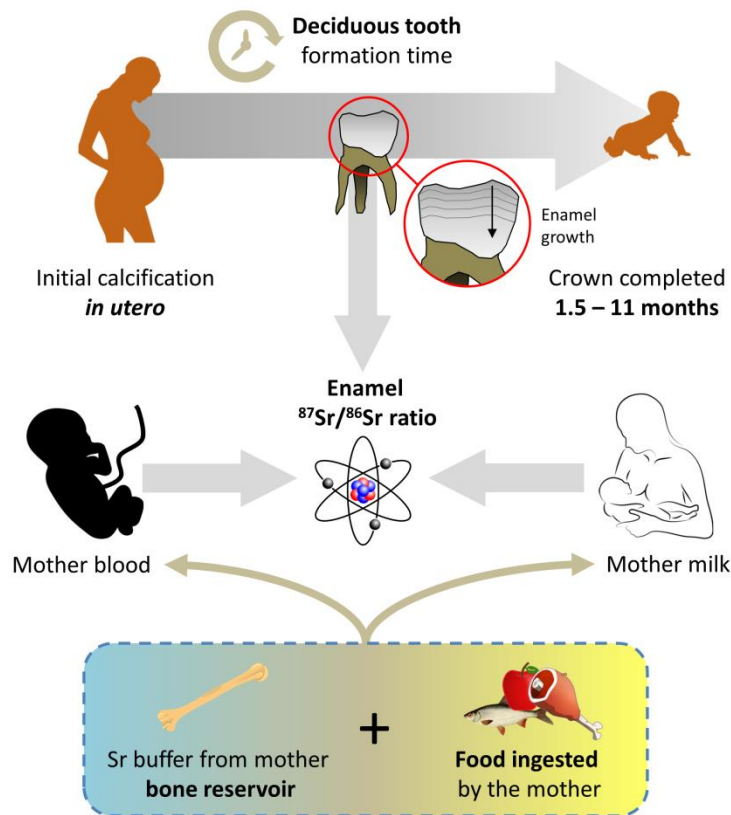 Deciduous tooth
formation time
Enamel
growth
Initial calcification
in utero
Crown completed
1.5 – 11 months
Enamel
⁸⁷Sr/⁸⁶Sr ratio
Mother blood
Mother milk
Sr buffer from mother
bone reservoir
+
Food ingested
by the mother